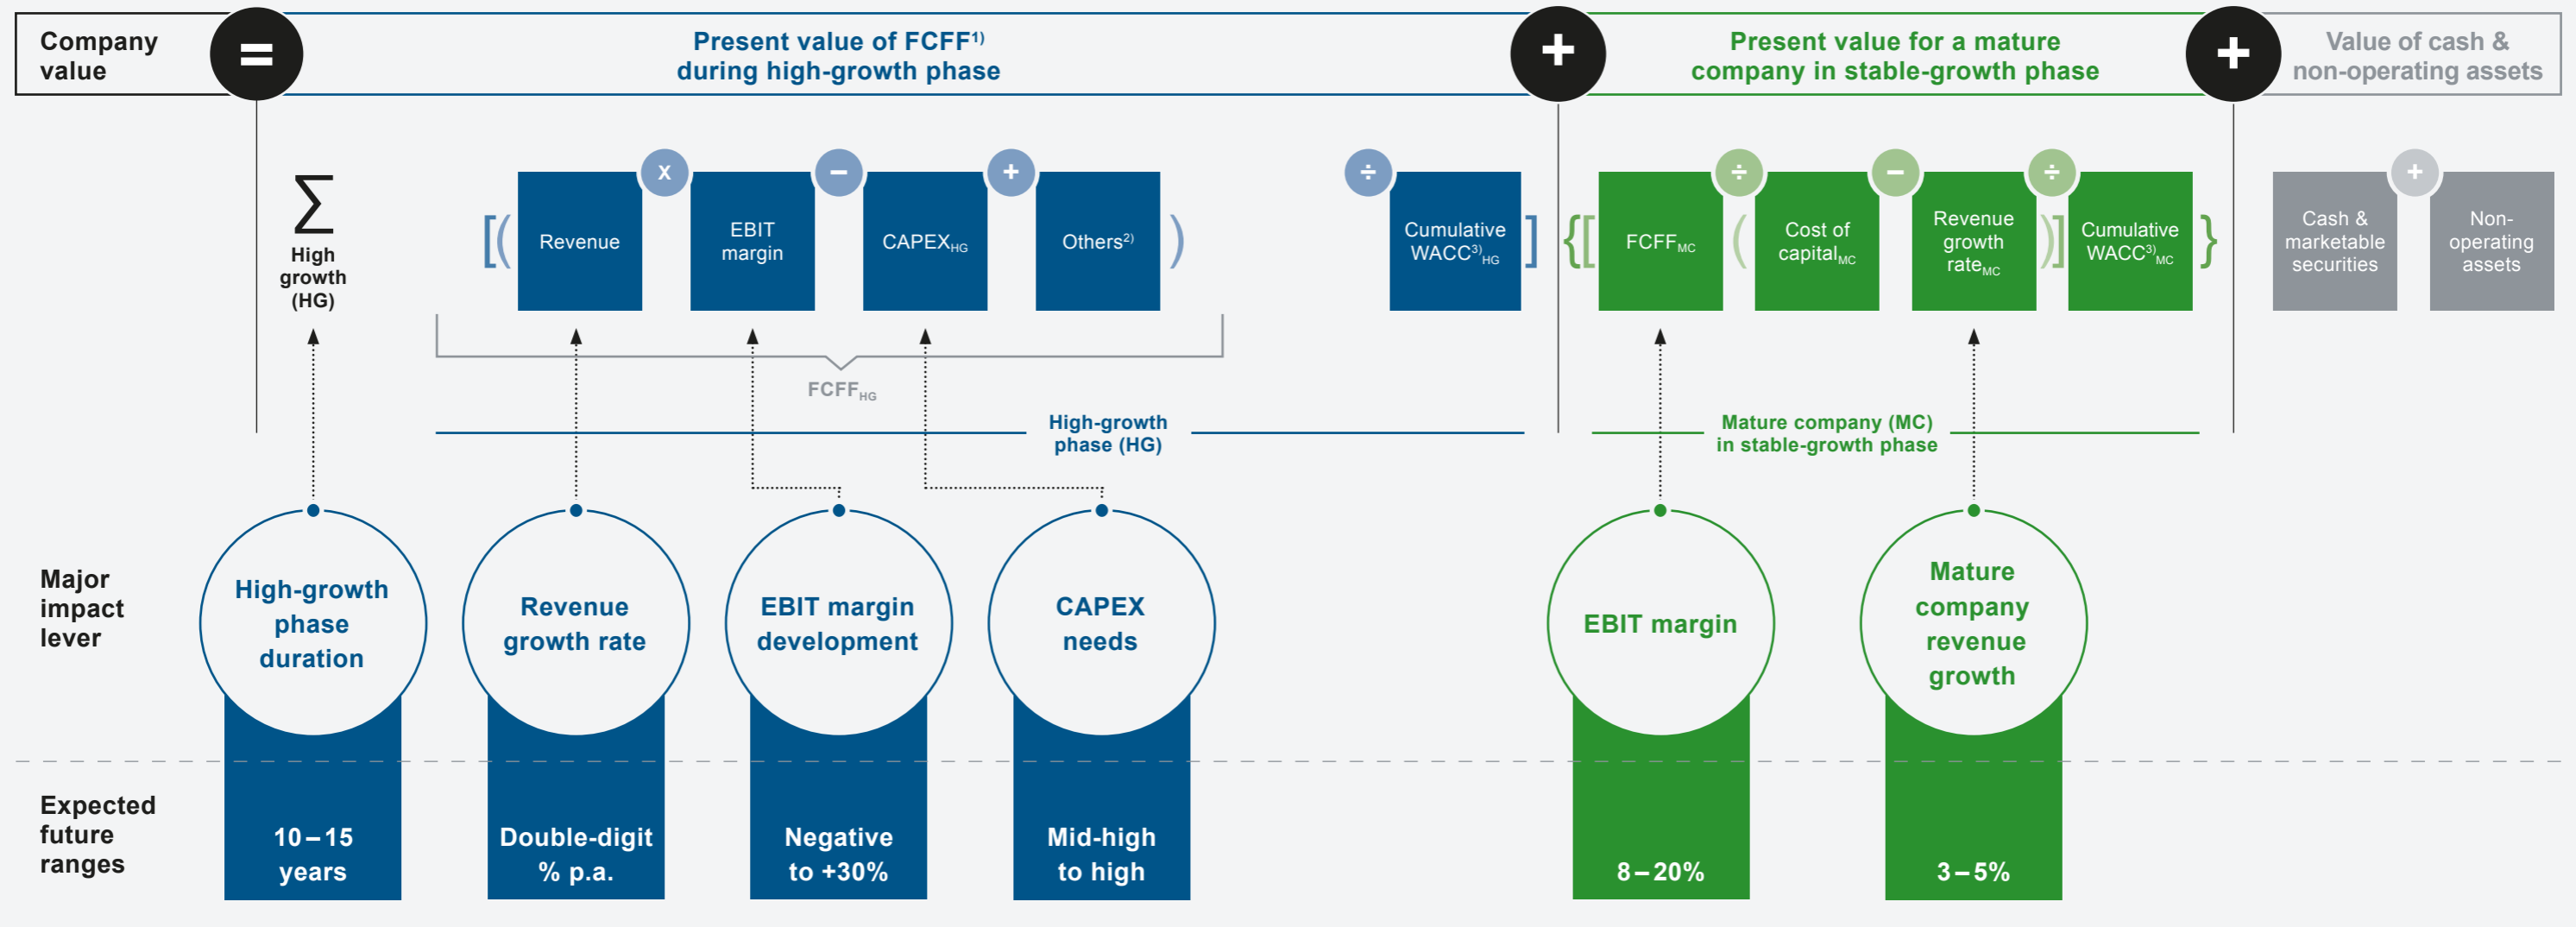 Company
value
=
Present value of FCFF1)
during high-growth phase
+
Present value for a mature
company in stable-growth phase
+
Value of cash &
non-operating assets
∑
High
growth
(HG)
[(
Revenue
x
EBIT
margin
–
CAPEXHG
+
Others2)
)
÷
Cumulative
WACC3)HG
]
{[
FCFFMC
÷
(
Cost of
capitalMC
–
Revenue
growth
rateMC
)]
÷
Cumulative
WACC3)MC
}
Cash &
marketable
securities
+
Non-
operating
assets
FCFFHG
High-growth
phase (HG)
Mature company (MC)
in stable-growth phase
Major
impact
lever
High-growth
phase
duration
Revenue
growth rate
EBIT margin
development
CAPEX
needs
EBIT margin
Mature
company
revenue
growth
Expected
future
ranges
10–15
years
Double-digit
% p.a.
Negative
to +30%
Mid-high
to high
8–20%
3–5%